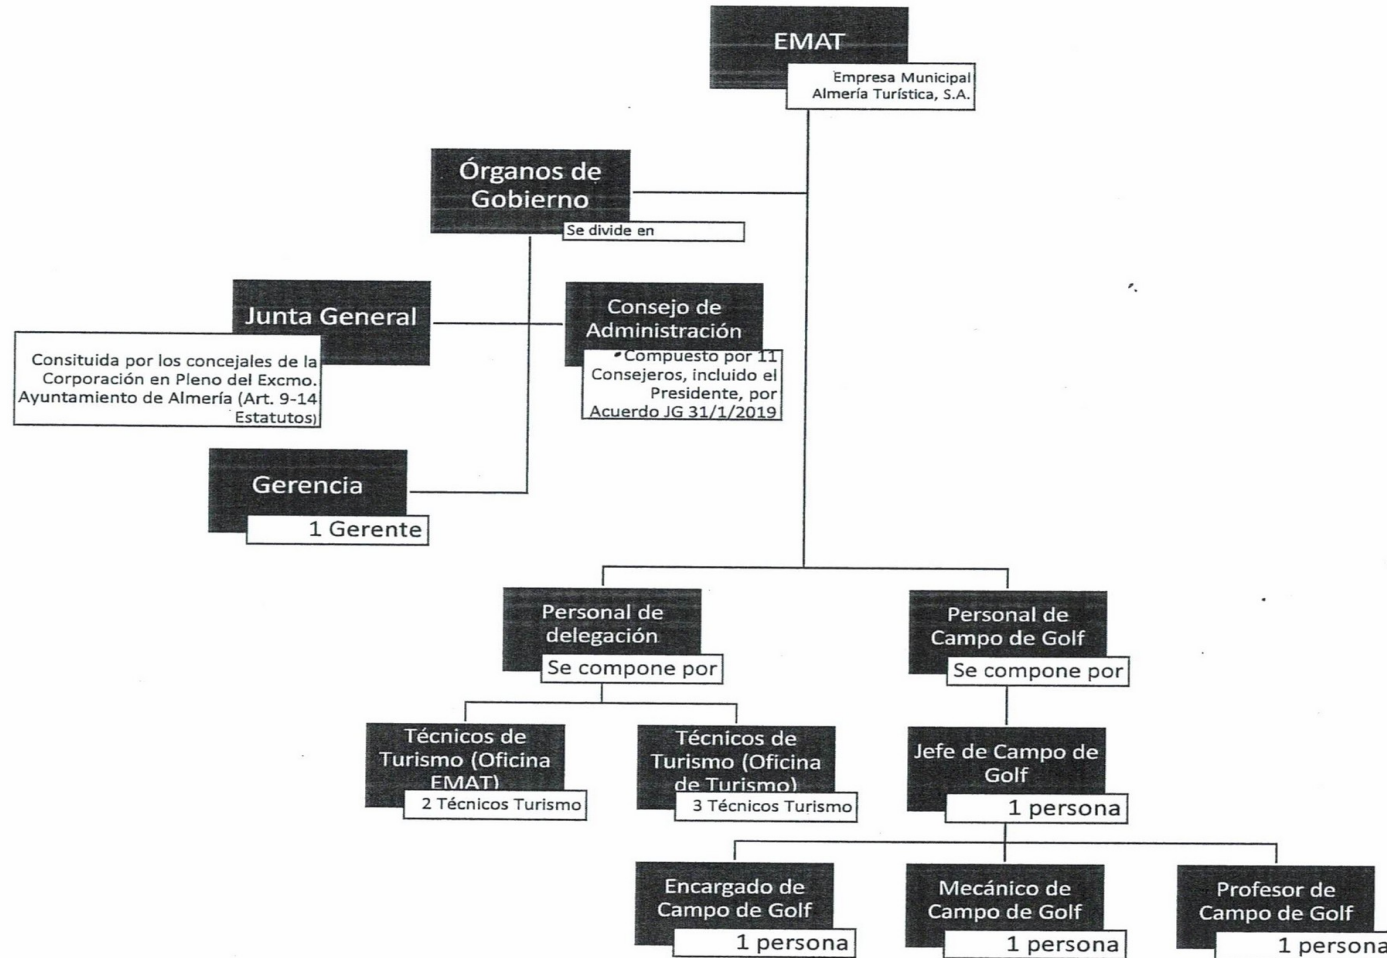 EMAT
Empresa Municipal
Almería Turística, S.A.
Órganos de
Gobierno
Se divide en
Junta General
Consituida por los concejales de la
Corporación en Pleno del Excmo.
Ayuntamiento de Almería (Art. 9-14
Estatutos)
Consejo de
Administración
Compuesto por 11
Consejeros, incluido el
Presidente, por
Acuerdo JG 31/1/2019
Gerencia
1 Gerente
Personal de
delegación
Se compone por
Personal de
Campo de Golf
Se compone por
Técnicos de
Turismo (Oficina
EMAT)
2 Técnicos Turismo
Técnicos de
Turismo (Oficina
de Turismo)
3 Técnicos Turismo
Jefe de Campo de
Golf
1 persona
Encargado de
Campo de Golf
1 persona
Mecánico de
Campo de Golf
1 persona
Profesor de
Campo de Golf
1 persona